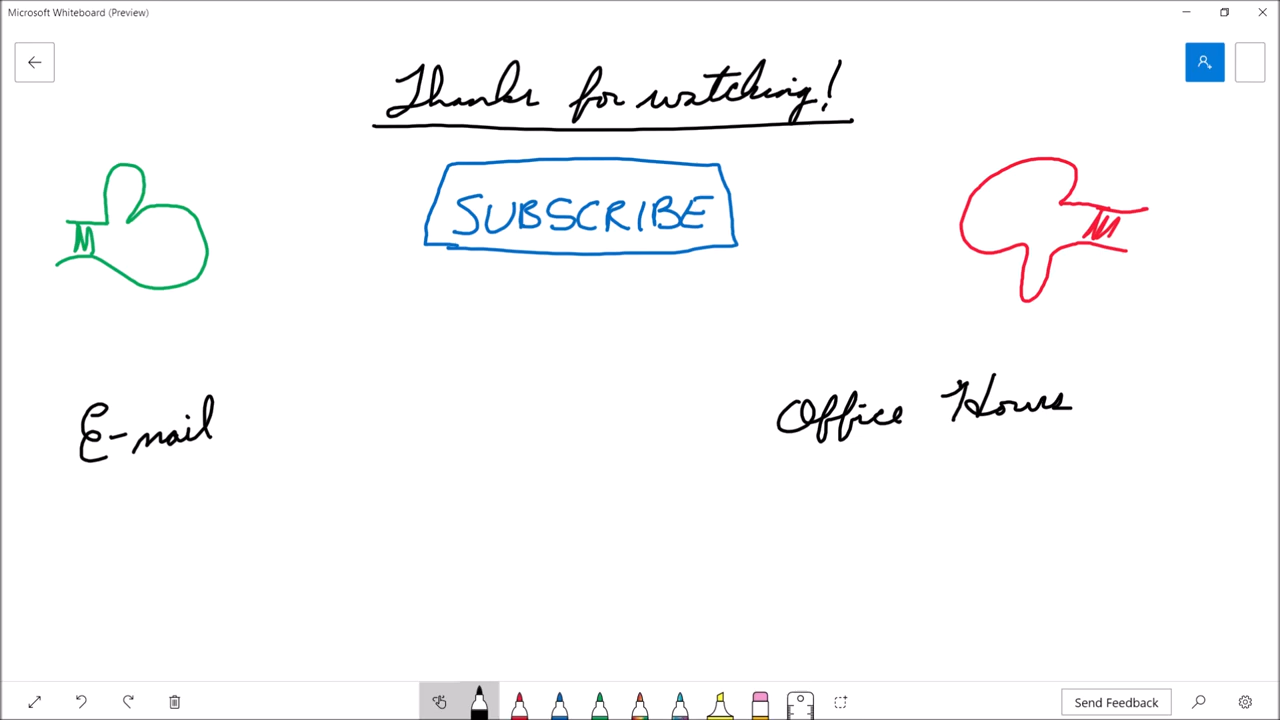 Microsoft Whiteboard (Preview)
Thanks for watching!
SUBSCRIBE
E-mail
Office Hours
Send Feedback